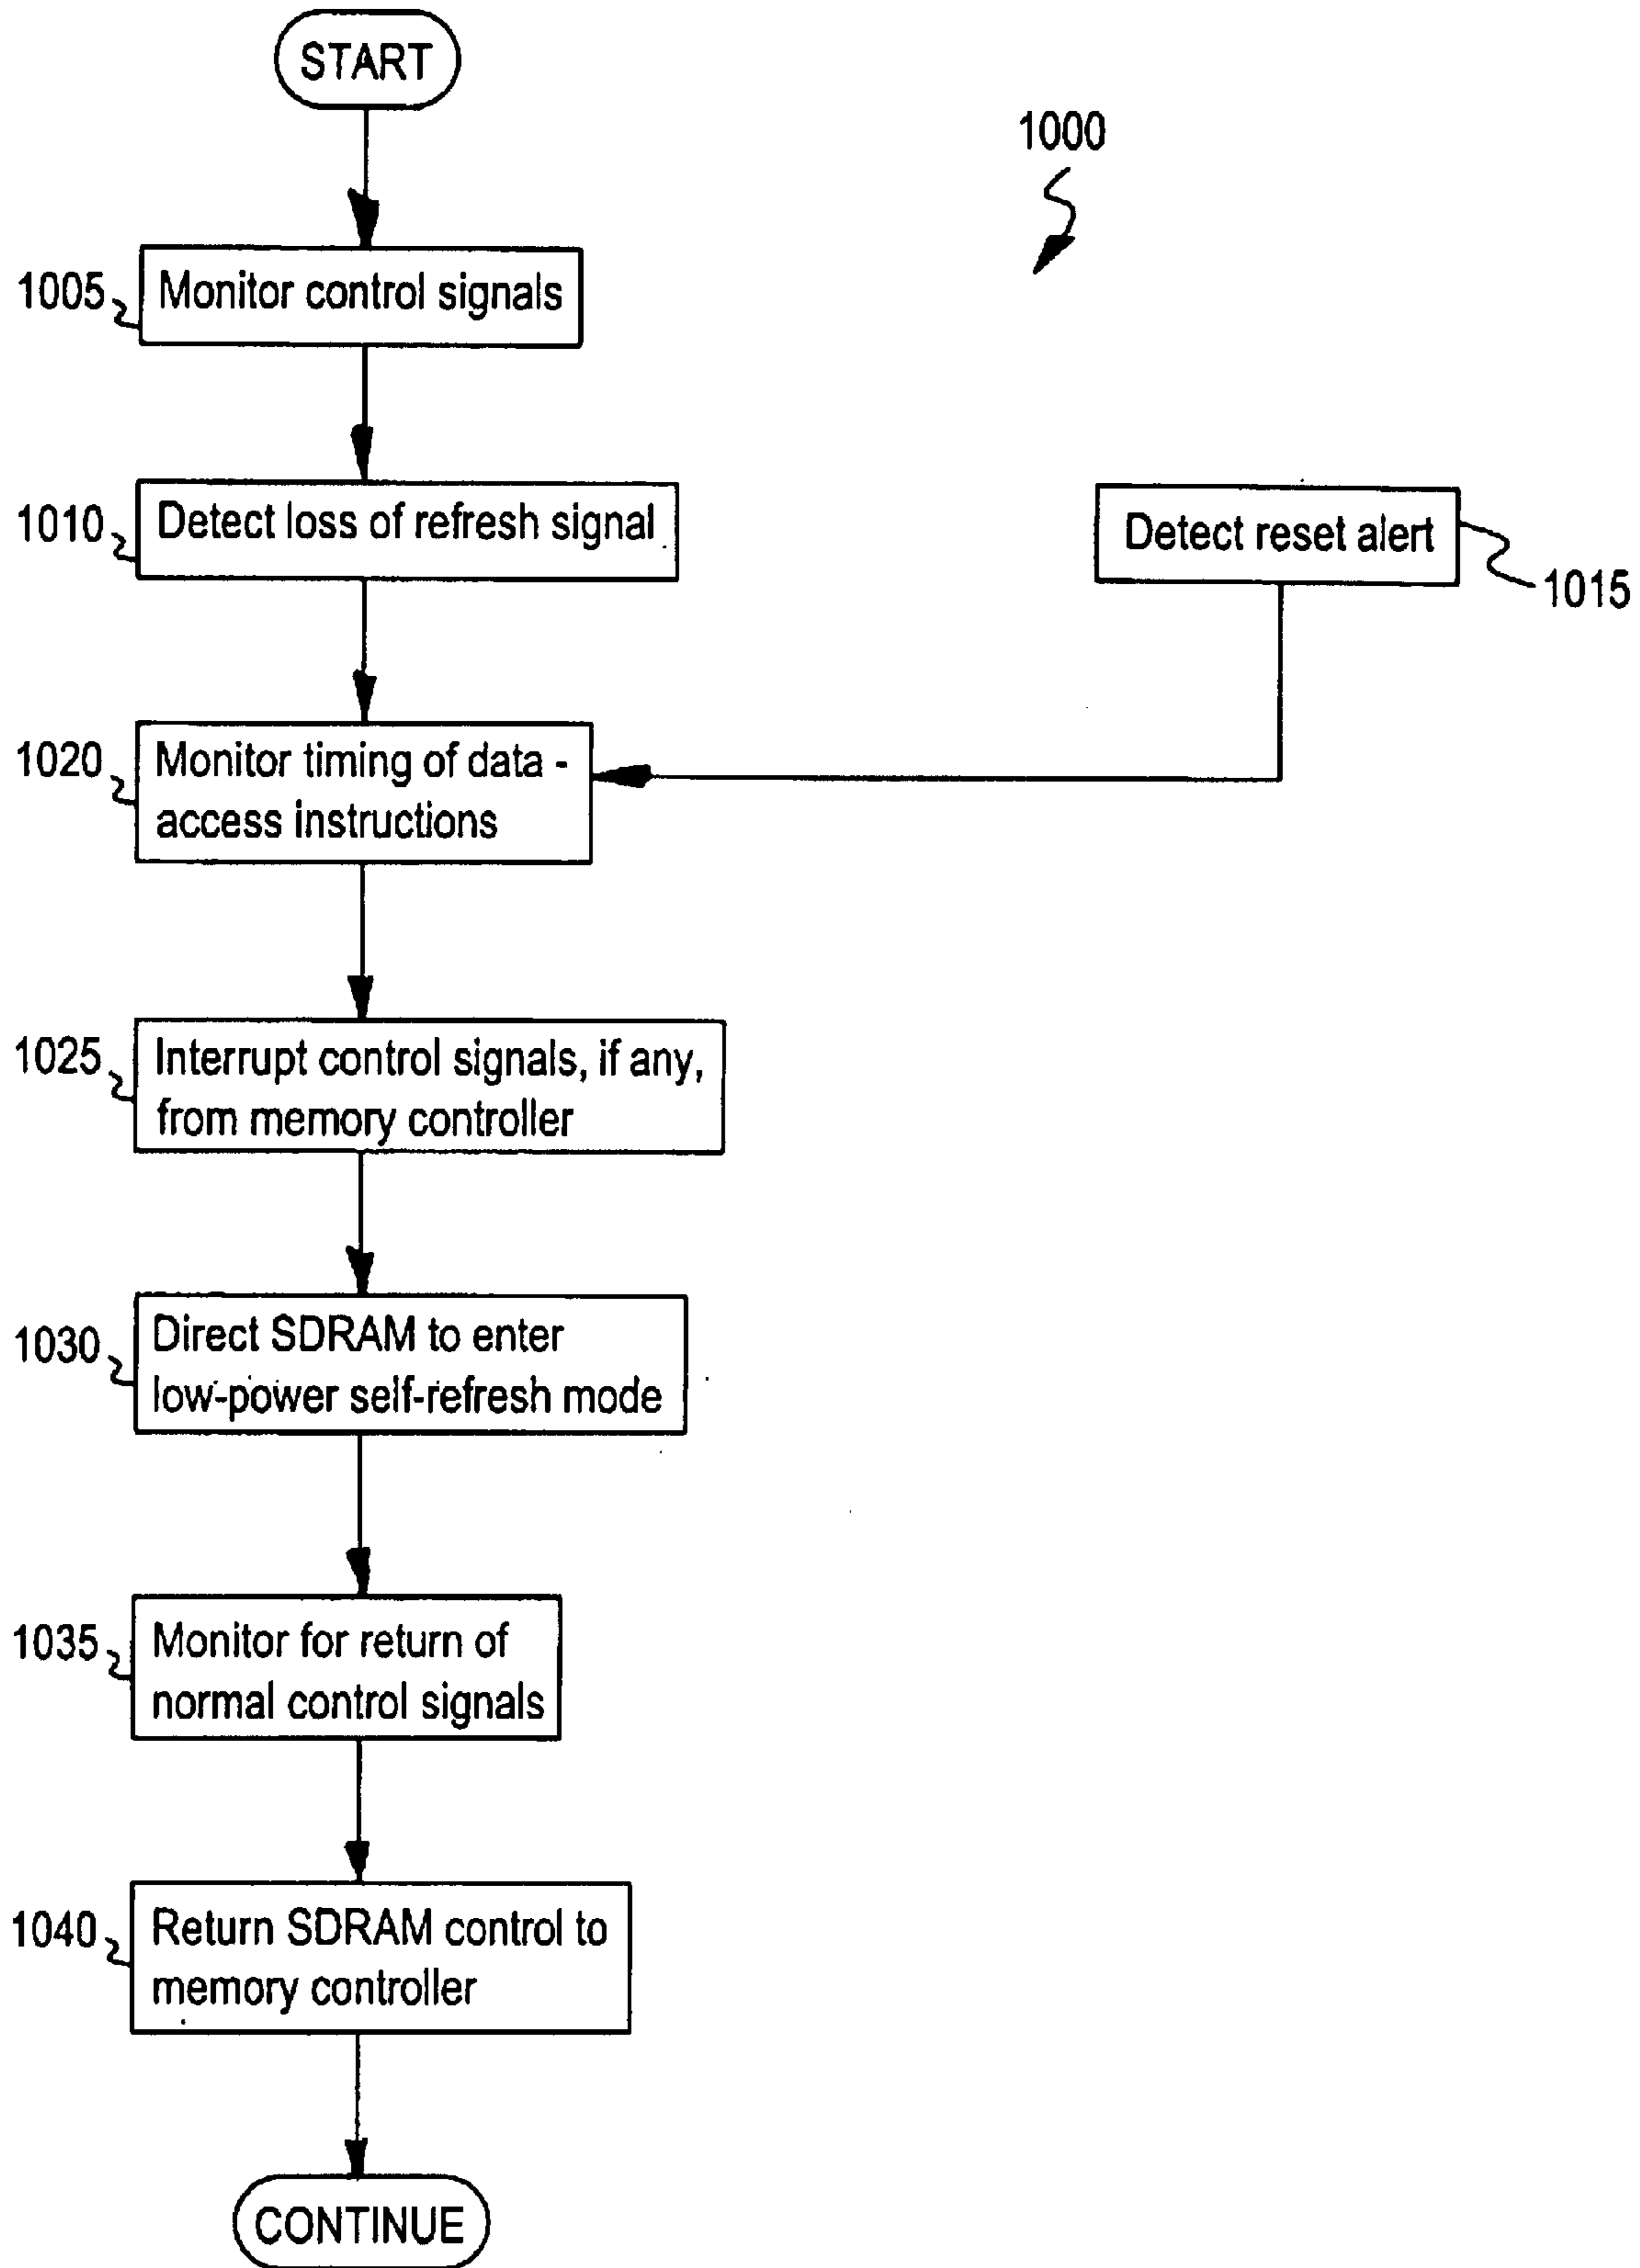 START
1000
1005
Monitor control signals
1010
Detect loss of refresh signal
Detect reset alert
1015
1020
Monitor timing of data -
access instructions
1025
Interrupt control signals, if any,
from memory controller
1030
Direct SDRAM to enter
low-power self-refresh mode
1035
Monitor for return of
normal control signals
1040
Return SDRAM control to
memory controller
CONTINUE